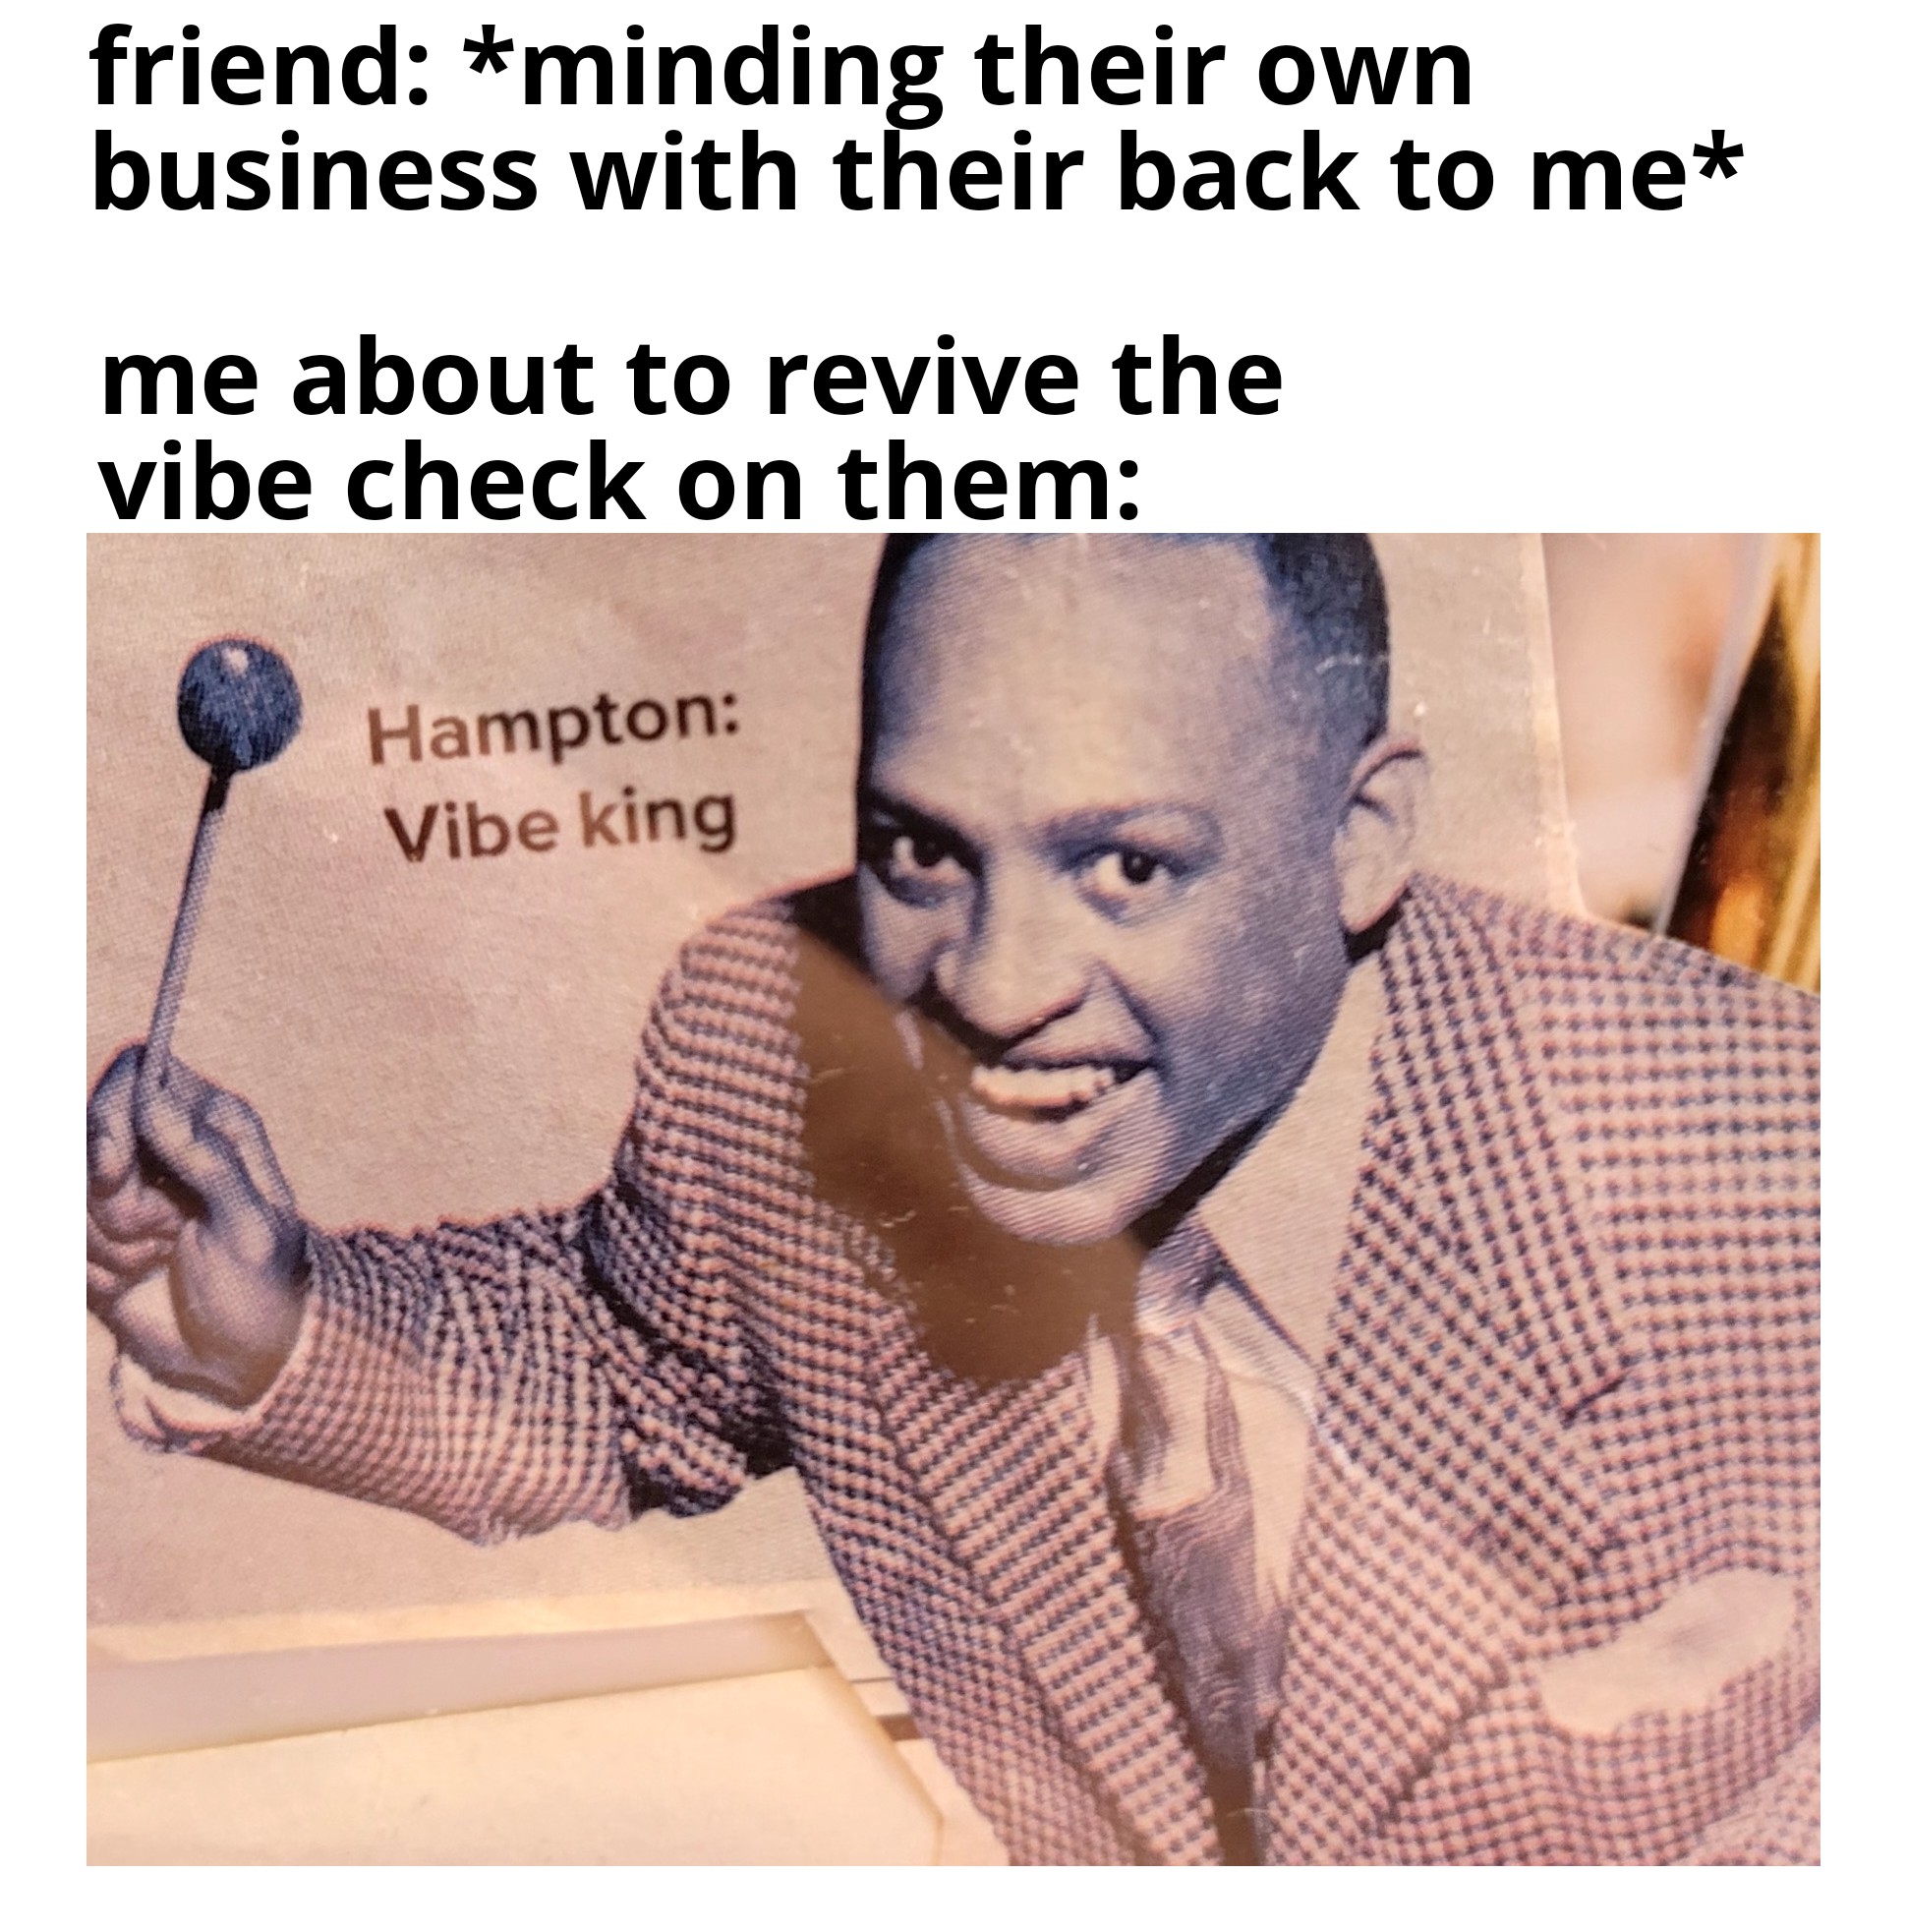 friend: *minding their own
business with their back to me*
me about to revive the
vibe check on them:
Hampton:
Vibe king